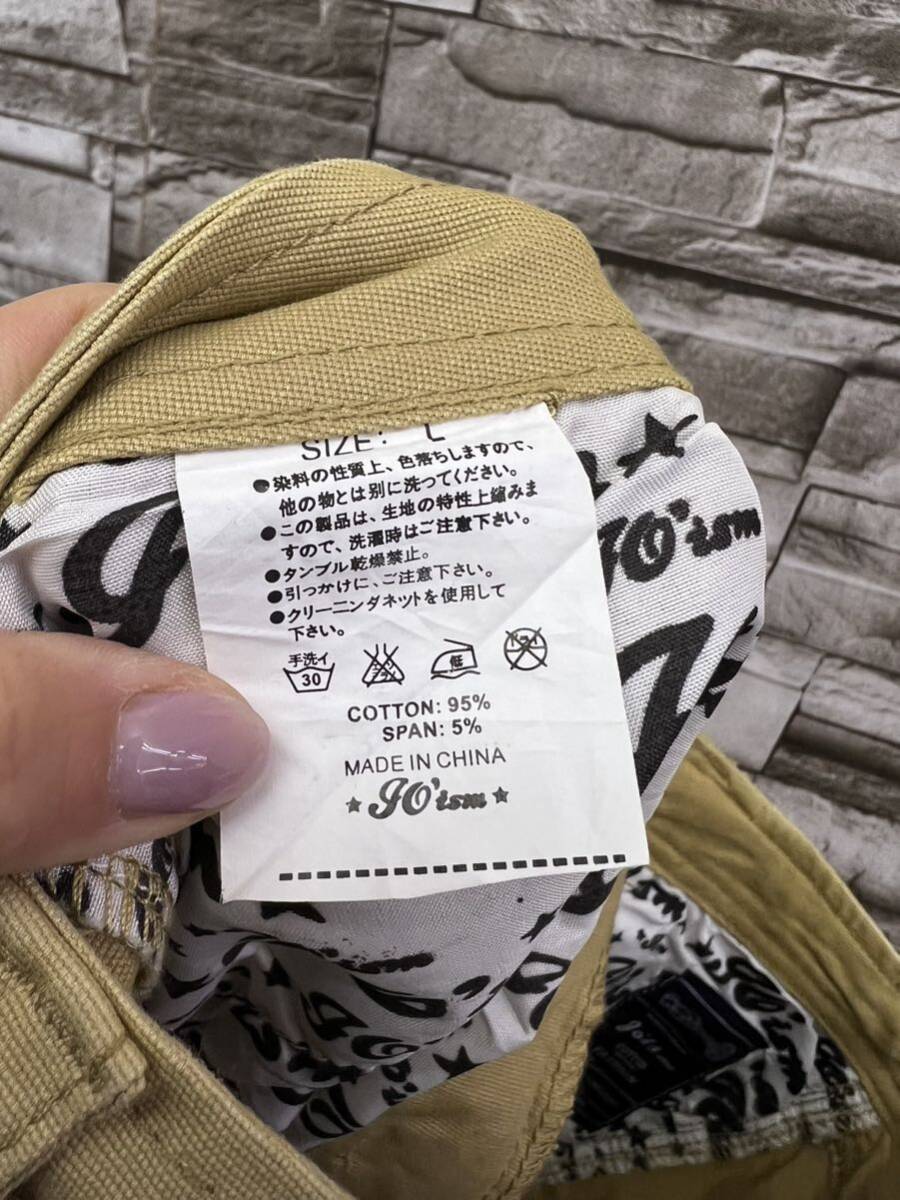 SIZE: L
●染料の性質上、色落ちしますので、
他の物とは別に洗ってください。
●この製品は、生地の特性上縮みま
すので、洗濯時はご注意下さい。
●タンブル乾燥禁止。
●引っかけに、ご注意下さい。
●クリーニンダネットを使用して
下さい。
手洗イ
30
低
COTTON: 95%
SPAN: 5%
MADE IN CHINA
★JO'ism★
JO'ism
jo'ism